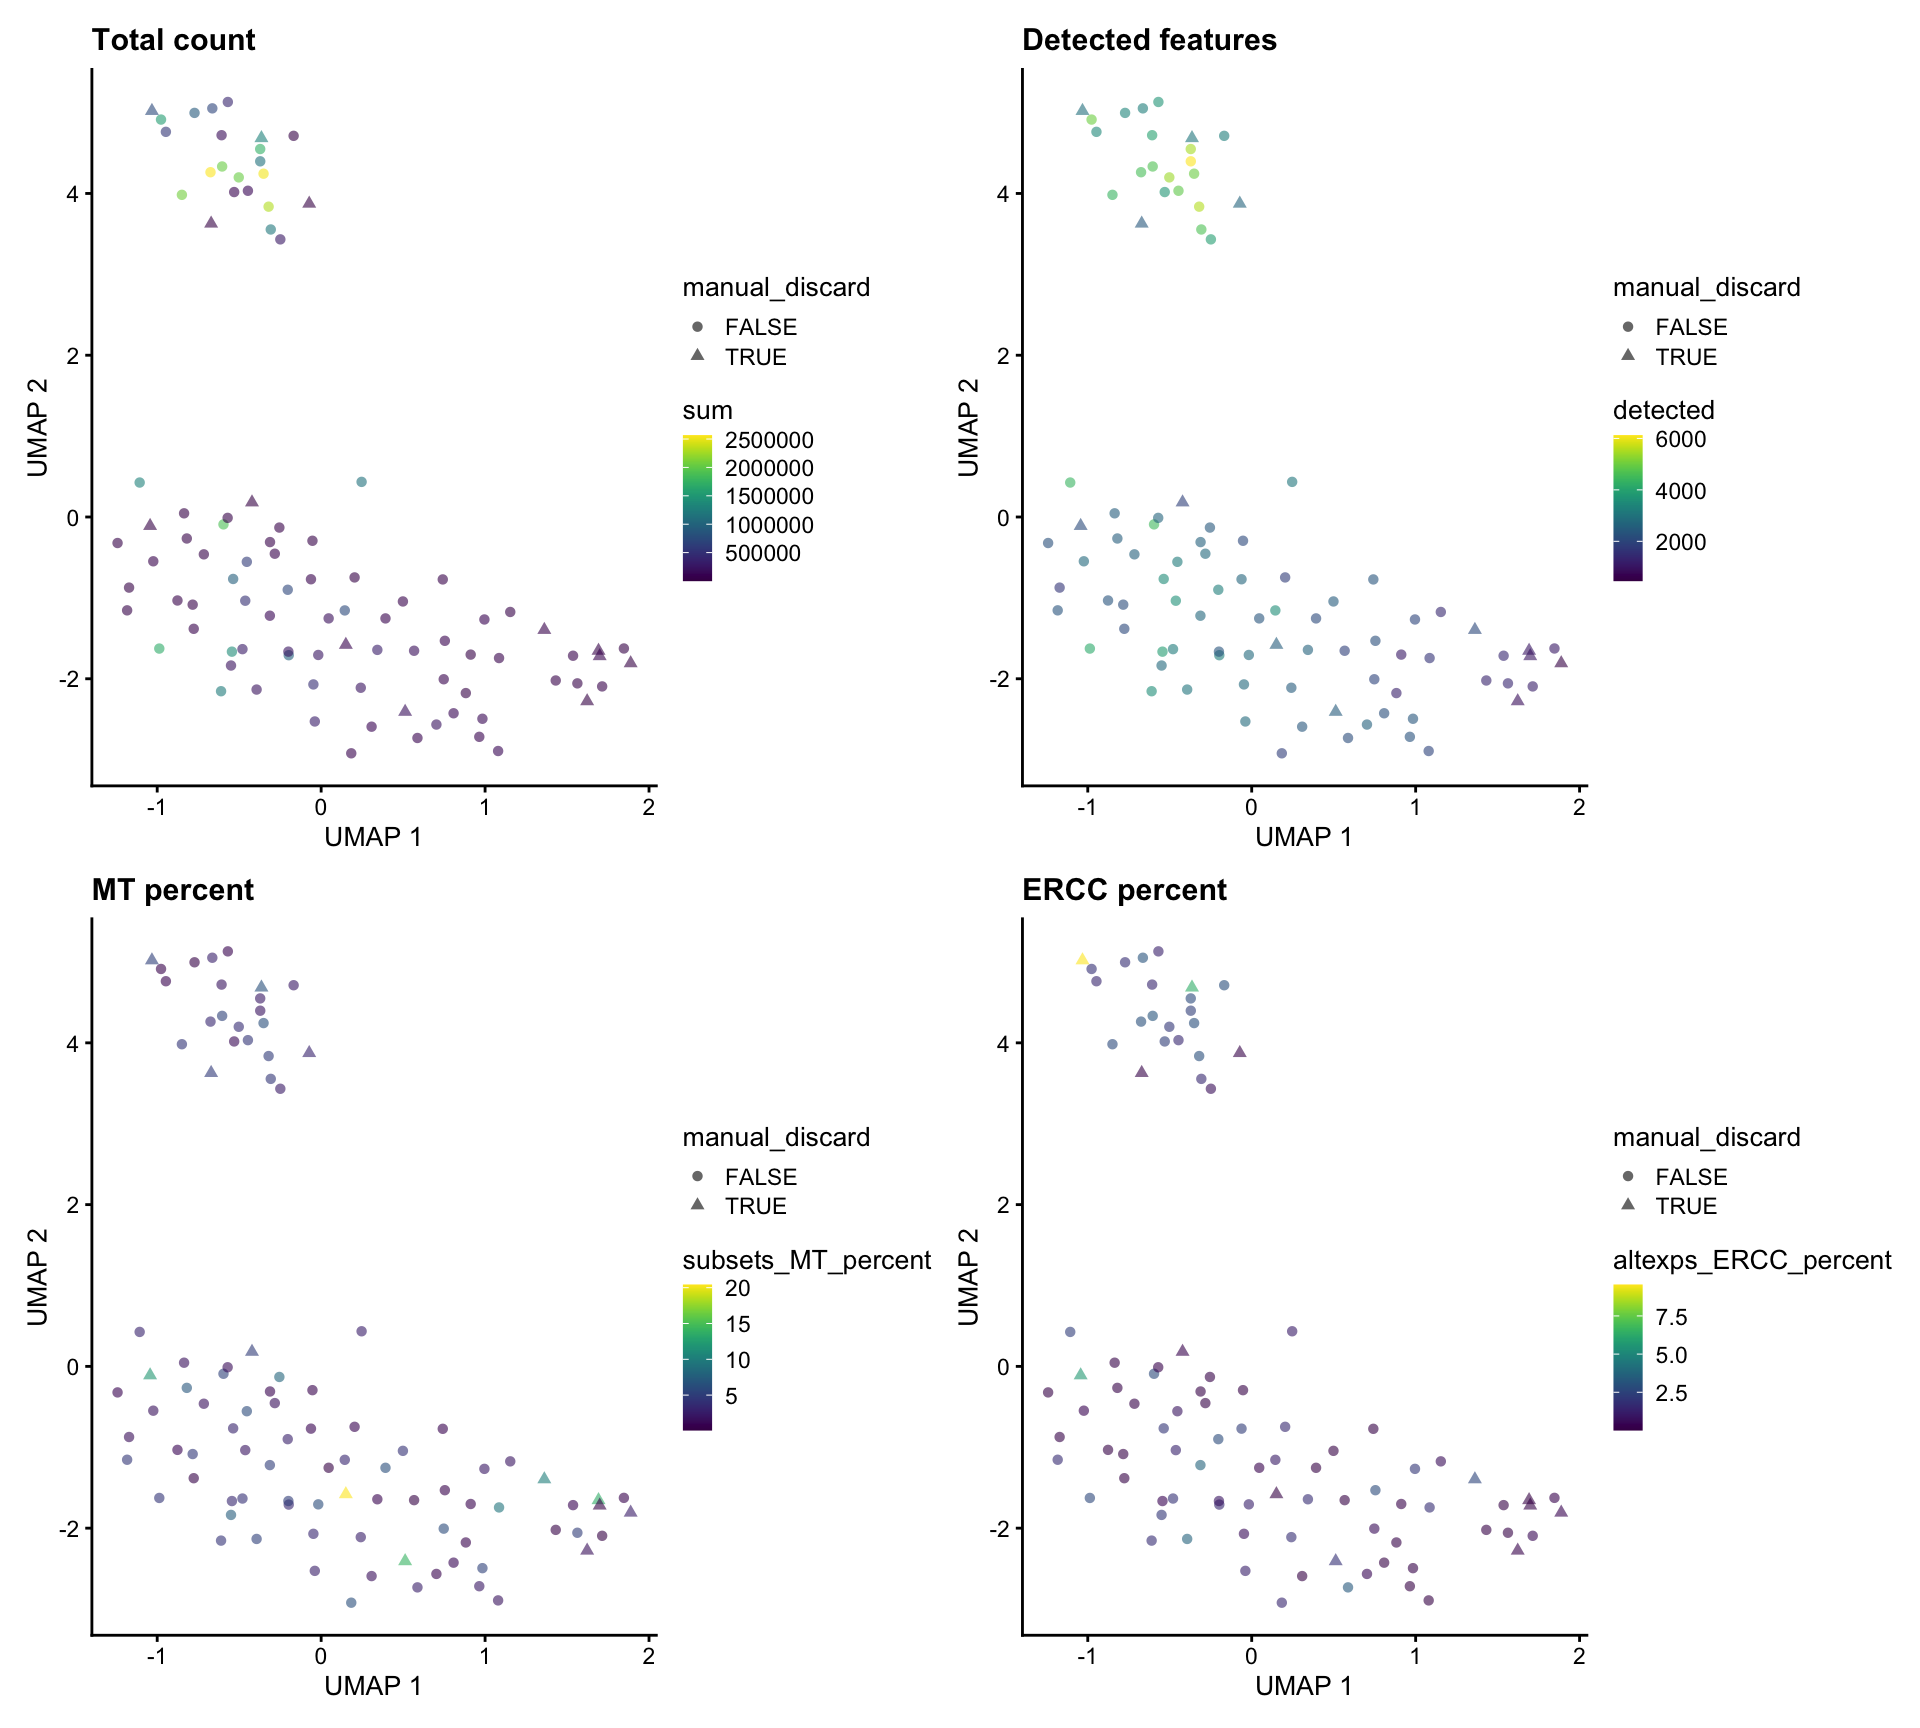 Total count
4
2
0
-2
UMAP 2
-1
0
1
2
UMAP 1
manual_discard
FALSE
TRUE
sum
2500000
2000000
1500000
1000000
500000
Detected features
4
2
0
-2
UMAP 2
-1
0
1
2
UMAP 1
manual_discard
FALSE
TRUE
detected
6000
4000
2000
MT percent
4
2
0
-2
UMAP 2
-1
0
1
2
UMAP 1
manual_discard
FALSE
TRUE
subsets_MT_percent
20
15
10
5
ERCC percent
4
2
0
-2
UMAP 2
-1
0
1
2
UMAP 1
manual_discard
FALSE
TRUE
altexps_ERCC_percent
7.5
5.0
2.5